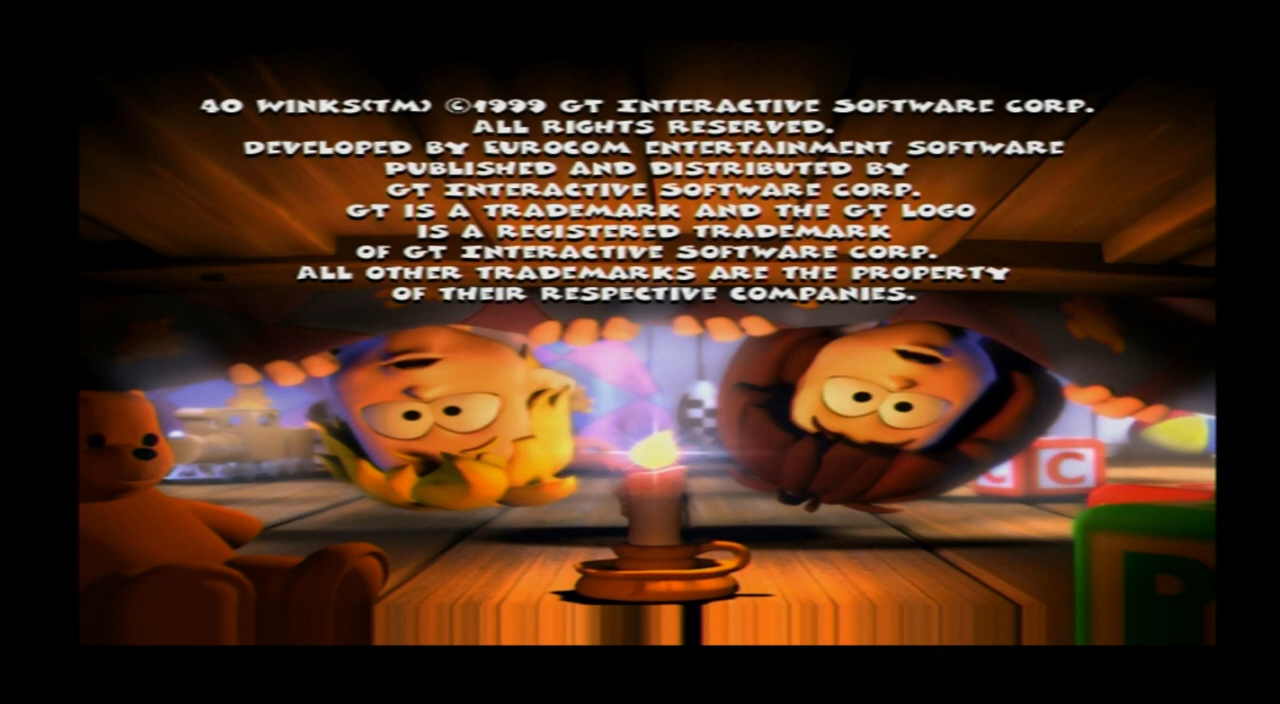 40 WINKS(TM) ©1999 GT INTERACTIVE SOFTWARE CORP.
ALL RIGHTS RESERVED.
DEVELOPED BY EUROCOM ENTERTAINMENT SOFTWARE
PUBLISHED AND DISTRIBUTED BY
GT INTERACTIVE SOFTWARE CORP.
GT IS A TRADEMARK AND THE GT LOGO
IS A REGISTERED TRADEMARK
OF GT INTERACTIVE SOFTWARE CORP.
ALL OTHER TRADEMARKS ARE THE PROPERTY
OF THEIR RESPECTIVE COMPANIES.
C